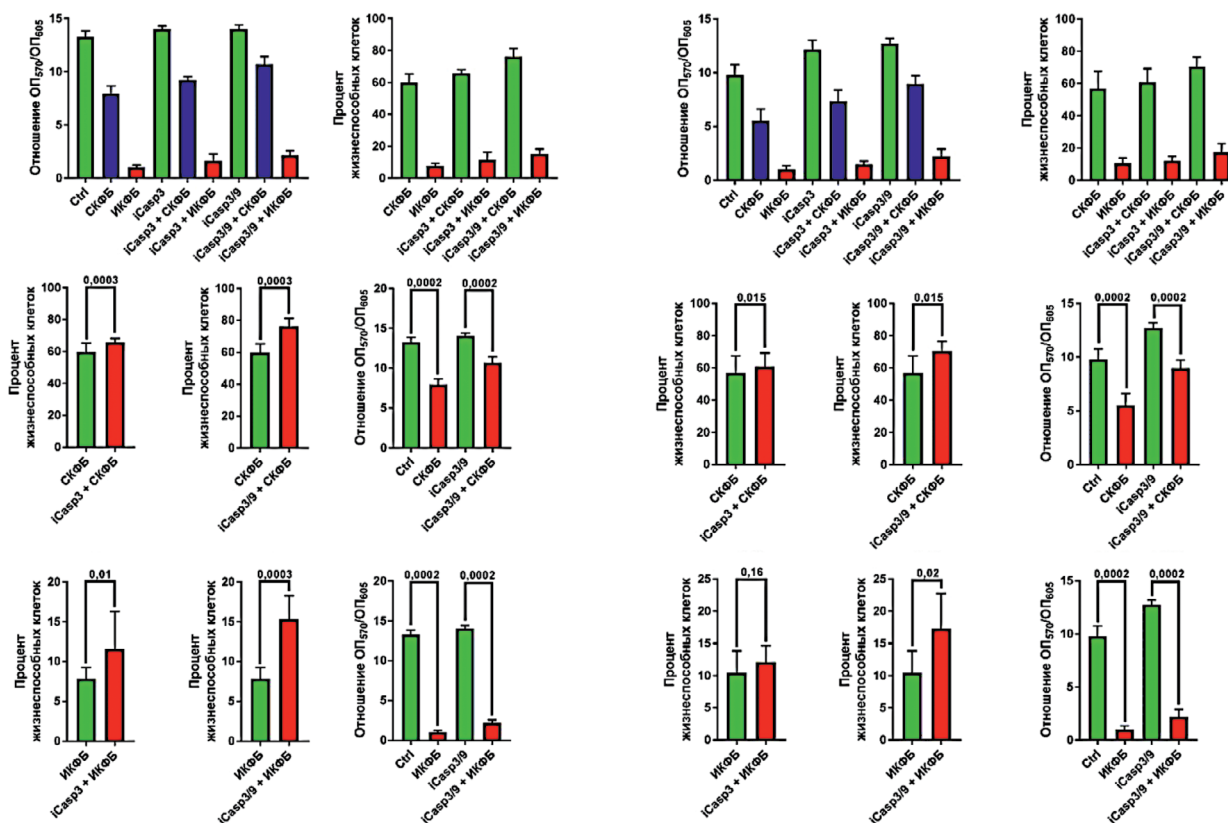 Отношение ОП570/ОП605
15
10
5
0
Ctrl
СКФБ
ИКФБ
iCasp3
iCasp3 + СКФБ
iCasp3 + ИКФБ
iCasp3/9
iCasp3/9 + СКФБ
iCasp3/9 + ИКФБ
Процент
жизнеспособных клеток
100
80
60
40
20
0
СКФБ
ИКФБ
iCasp3 + СКФБ
iCasp3 + ИКФБ
iCasp3/9 + СКФБ
iCasp3/9 + ИКФБ
Отношение ОП570/ОП605
15
10
5
0
Ctrl
СКФБ
ИКФБ
iCasp3
iCasp3 + СКФБ
iCasp3 + ИКФБ
iCasp3/9
iCasp3/9 + СКФБ
iCasp3/9 + ИКФБ
Процент
жизнеспособных клеток
100
80
60
40
20
0
СКФБ
ИКФБ
iCasp3 + СКФБ
iCasp3 + ИКФБ
iCasp3/9 + СКФБ
iCasp3/9 + ИКФБ
Процент
жизнеспособных клеток
100
80
60
40
20
0
0,0003
СКФБ
iCasp3 + СКФБ
Процент
жизнеспособных клеток
100
80
60
40
20
0
0,0003
СКФБ
iCasp3/9 + СКФБ
Отношение ОП570/ОП605
20
15
10
5
0
0,0002
0,0002
Ctrl
СКФБ
iCasp3/9
iCasp3/9 + СКФБ
Процент
жизнеспособных клеток
100
80
60
40
20
0
0,015
СКФБ
iCasp3 + СКФБ
Процент
жизнеспособных клеток
100
80
60
40
20
0
0,015
СКФБ
iCasp3/9 + СКФБ
Отношение ОП570/ОП605
15
10
5
0
0,0002
0,0002
Ctrl
СКФБ
iCasp3/9
iCasp3/9 + СКФБ
Процент
жизнеспособных клеток
20
15
10
5
0
0,01
ИКФБ
iCasp3 + ИКФБ
Процент
жизнеспособных клеток
20
15
10
5
0
0,0003
ИКФБ
iCasp3/9 + ИКФБ
Отношение ОП570/ОП605
20
15
10
5
0
0,0002
0,0002
Ctrl
ИКФБ
iCasp3/9
iCasp3/9 + ИКФБ
Процент
жизнеспособных клеток
25
20
15
10
5
0
0,16
ИКФБ
iCasp3 + ИКФБ
Процент
жизнеспособных клеток
25
20
15
10
5
0
0,02
ИКФБ
iCasp3/9 + ИКФБ
Отношение ОП570/ОП605
15
10
5
0
0,0002
0,0002
Ctrl
ИКФБ
iCasp3/9
iCasp3/9 + ИКФБ